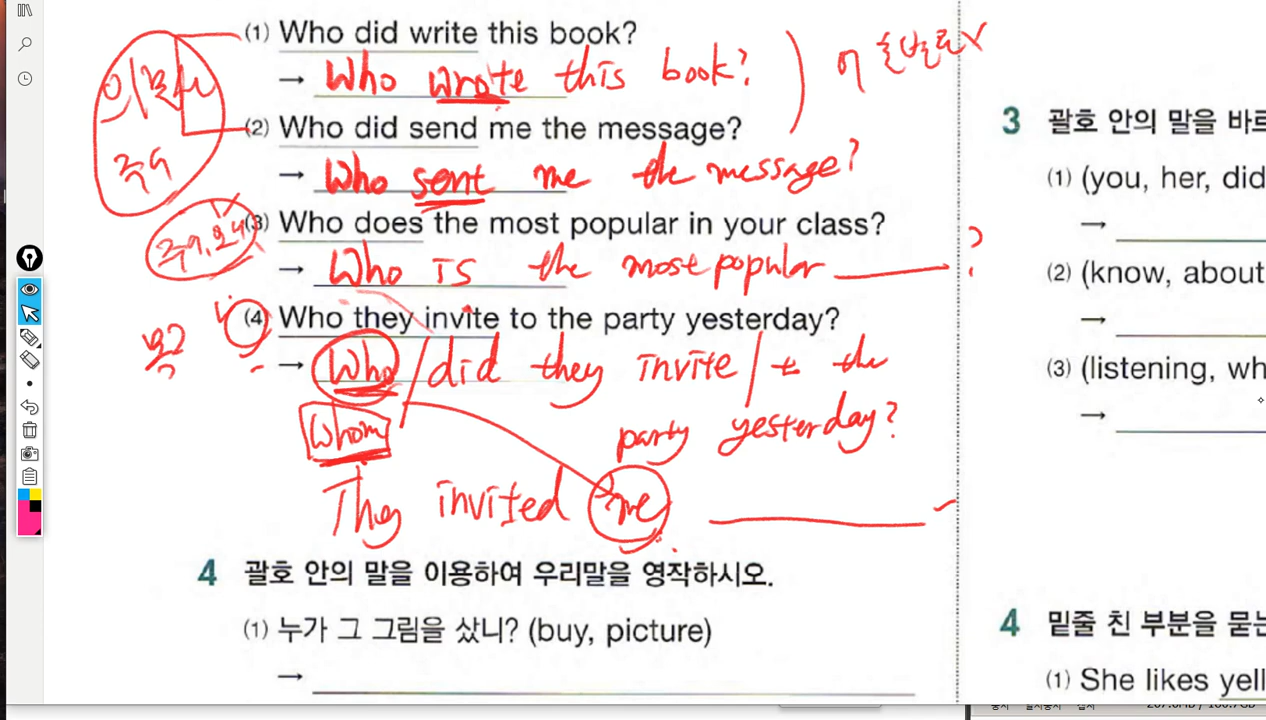 (1) Who did write this book?
→ Who wrote this book?
(2) Who did send me the message?
→ Who sent me the message?
(3) Who does the most popular in your class?
→ Who is the most popular ?
(4) Who they invite to the party yesterday?
→ Who / did they invite / to the
Whom party yesterday?
They invited me
의문사
주어
4 괄호 안의 말을 이용하여 우리말을 영작하시오.
(1) 누가 그 그림을 샀니? (buy, picture)
→
3 괄호 안의 말을 바르
(1) (you, her, did
→
(2) (know, about
→
(3) (listening, wh
→
4 밑줄 친 부분을 묻는
(1) She likes yell